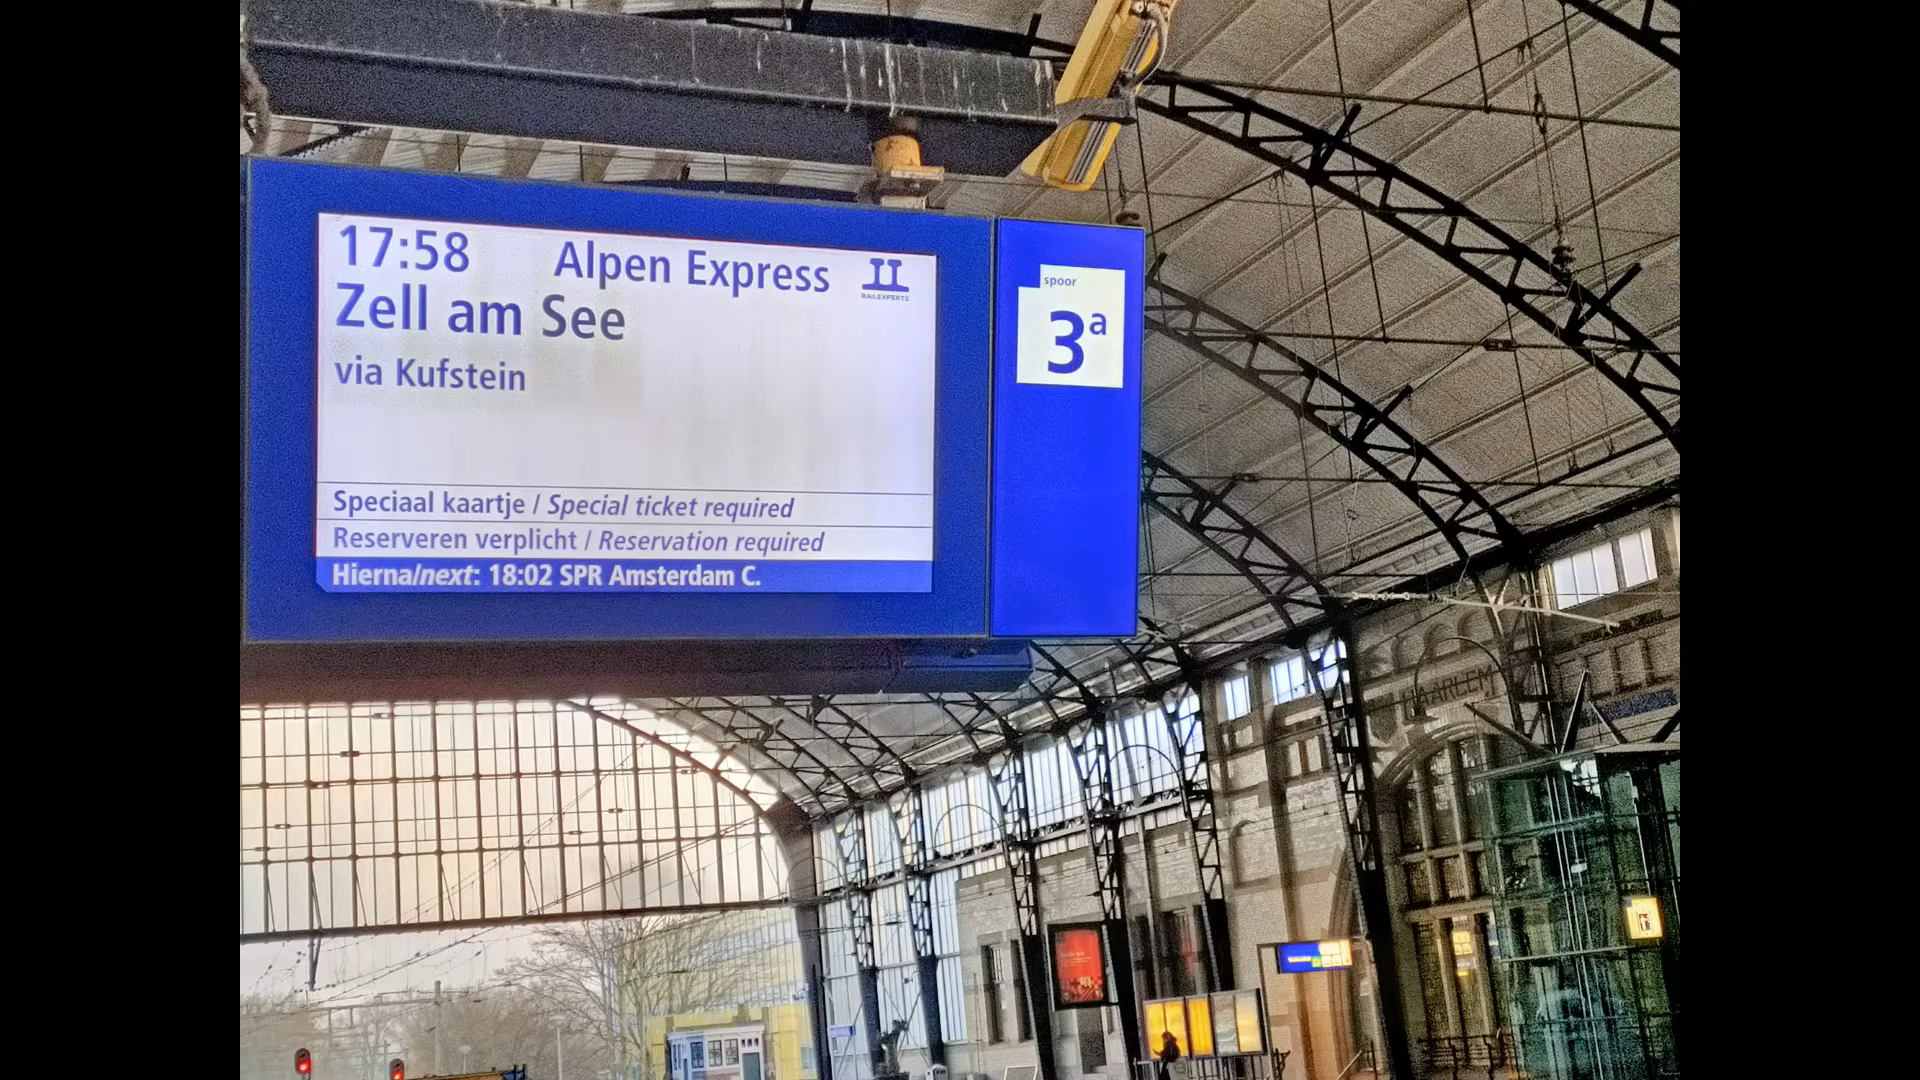 17:58 Alpen Express
RAILEXPERTS
Zell am See
via Kufstein
Speciaal kaartje / Special ticket required
Reserveren verplicht / Reservation required
Hierna/next: 18:02 SPR Amsterdam C.
spoor
3a
HAARLEM